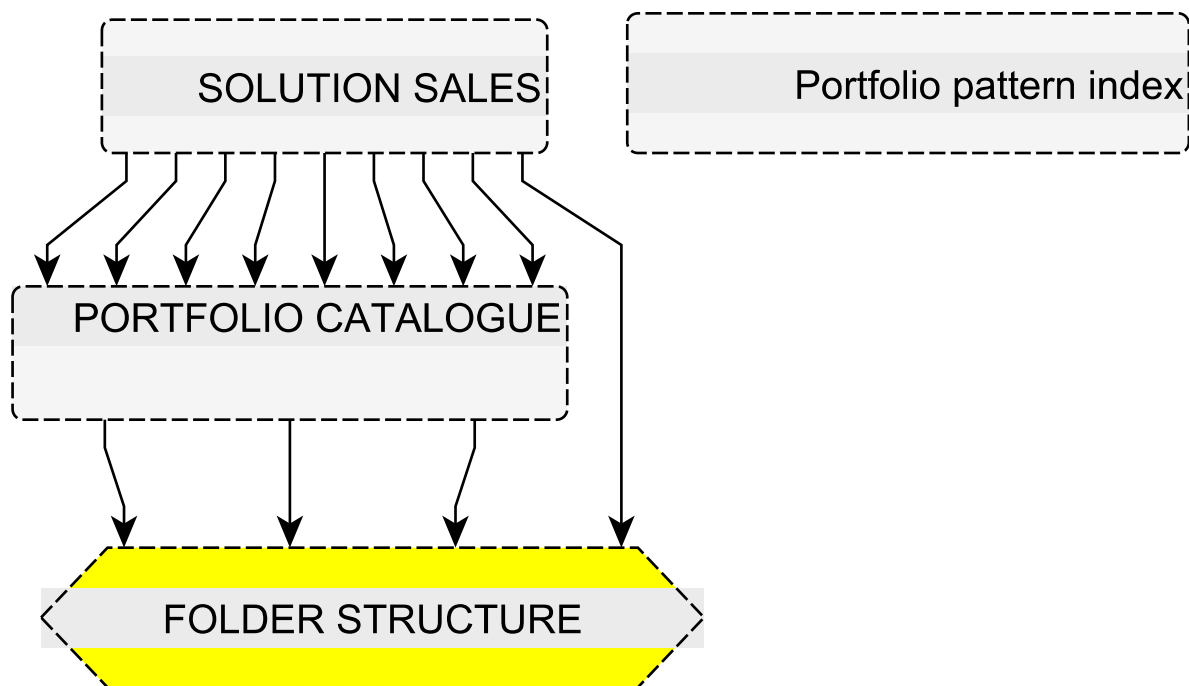 SOLUTION SALES
Portfolio pattern index
PORTFOLIO CATALOGUE
FOLDER STRUCTURE